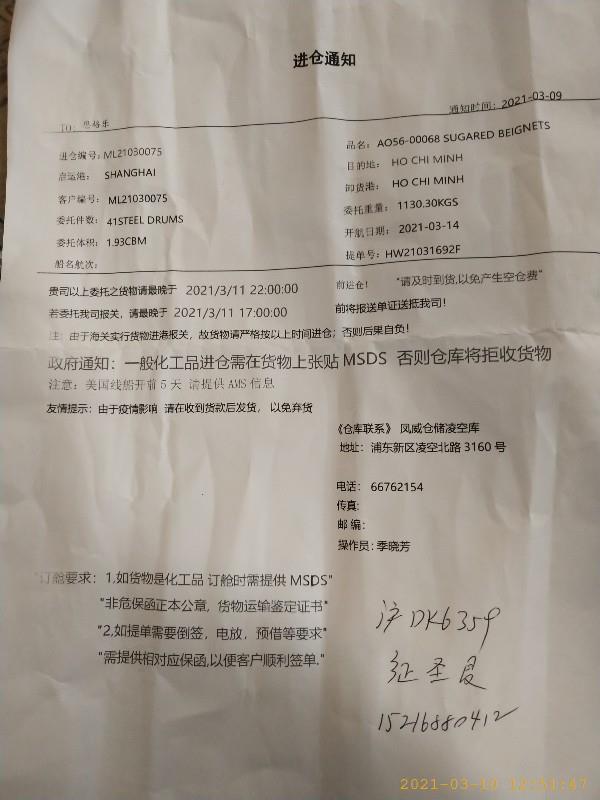 进仓通知
通知时间：2021-03-09
TO: 思格乐
进仓编号：ML21030075
品名：AO56-00068 SUGARED BEIGNETS
启运港： SHANGHAI
目的地： HO CHI MINH
客户编号： ML21030075
卸货港： HO CHI MINH
委托件数： 41STEEL DRUMS
委托重量： 1130.30KGS
委托体积： 1.93CBM
开航日期： 2021-03-14
船名航次：
提单号：HW21031692F
贵司以上委托之货物请最晚于 2021/3/11 22:00:00 前进仓！ "请及时到货,以免产生空仓费"
若委托我司报关，请最晚于 2021/3/11 17:00:00 前将报送单证送抵我司！
注：由于海关实行货物进港报关，故货物请严格按以上时间进仓；否则后果自负！
政府通知：一般化工品进仓需在货物上张贴 MSDS 否则仓库将拒收货物
注意：美国线船开前 5 天 请提供 AMS 信息
友情提示：由于疫情影响 请在收到货款后发货， 以免弃货
《仓库联系》 风威仓储凌空库
地址：浦东新区凌空北路 3160 号
电话： 66762154
传真:
邮 编：
操作员：季晓芳
"订舱要求：1,如货物是化工品 订舱时需提供 MSDS"
"非危保函正本公章，货物运输鉴定证书"
"2,如提单需要倒签，电放，预借等要求"
"需提供相对应保函,以便客户顺利签单."
沪DK6359
圣
15216880412
2021-03-10 12:51:47